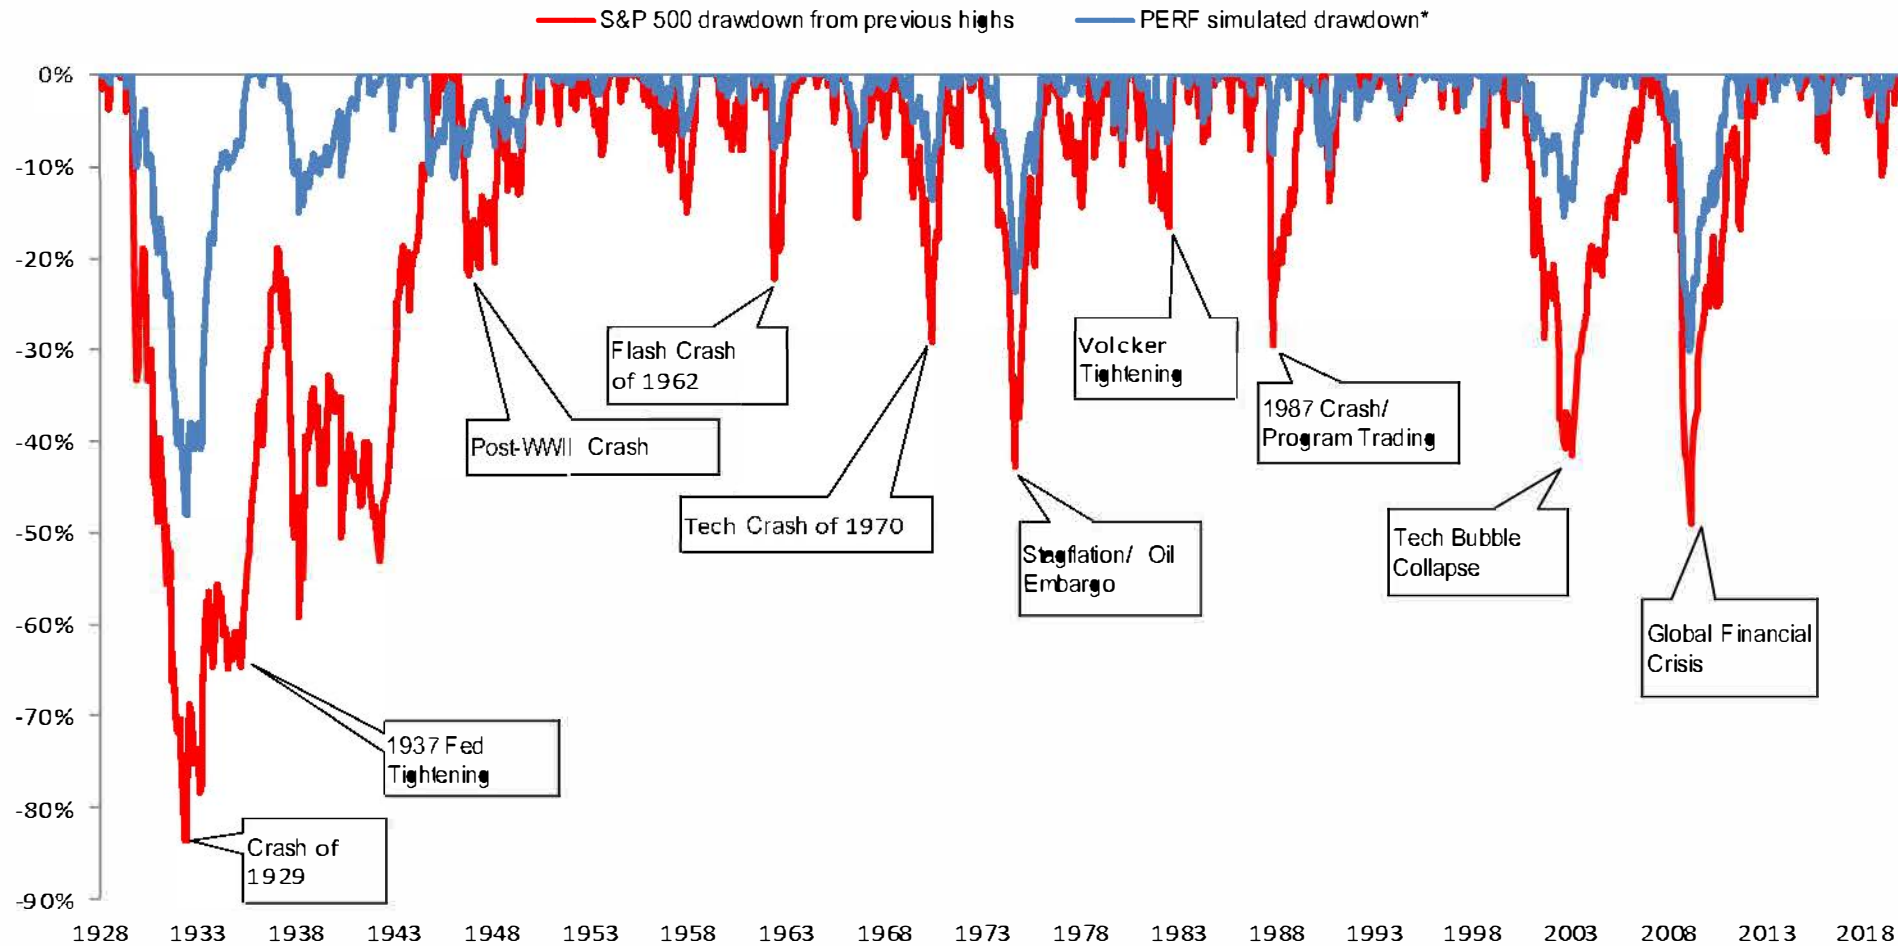 S&P 500 drawdown from previous highs PERF simulated drawdown*
0%
-10%
-20%
-30%
-40%
-50%
-60%
-70%
-80%
-90%
Flash Crash
of 1962
Volcker
Tightening
1987 Crash/
Program Trading
Post-WWII Crash
Tech Crash of 1970
Stagflation/ Oil
Embargo
Tech Bubble
Collapse
Global Financial
Crisis
1937 Fed
Tightening
Crash of
1929
1928 1933 1938 1943 1948 1953 1958 1963 1968 1973 1978 1983 1988 1993 1998 2003 2008 2013 2018